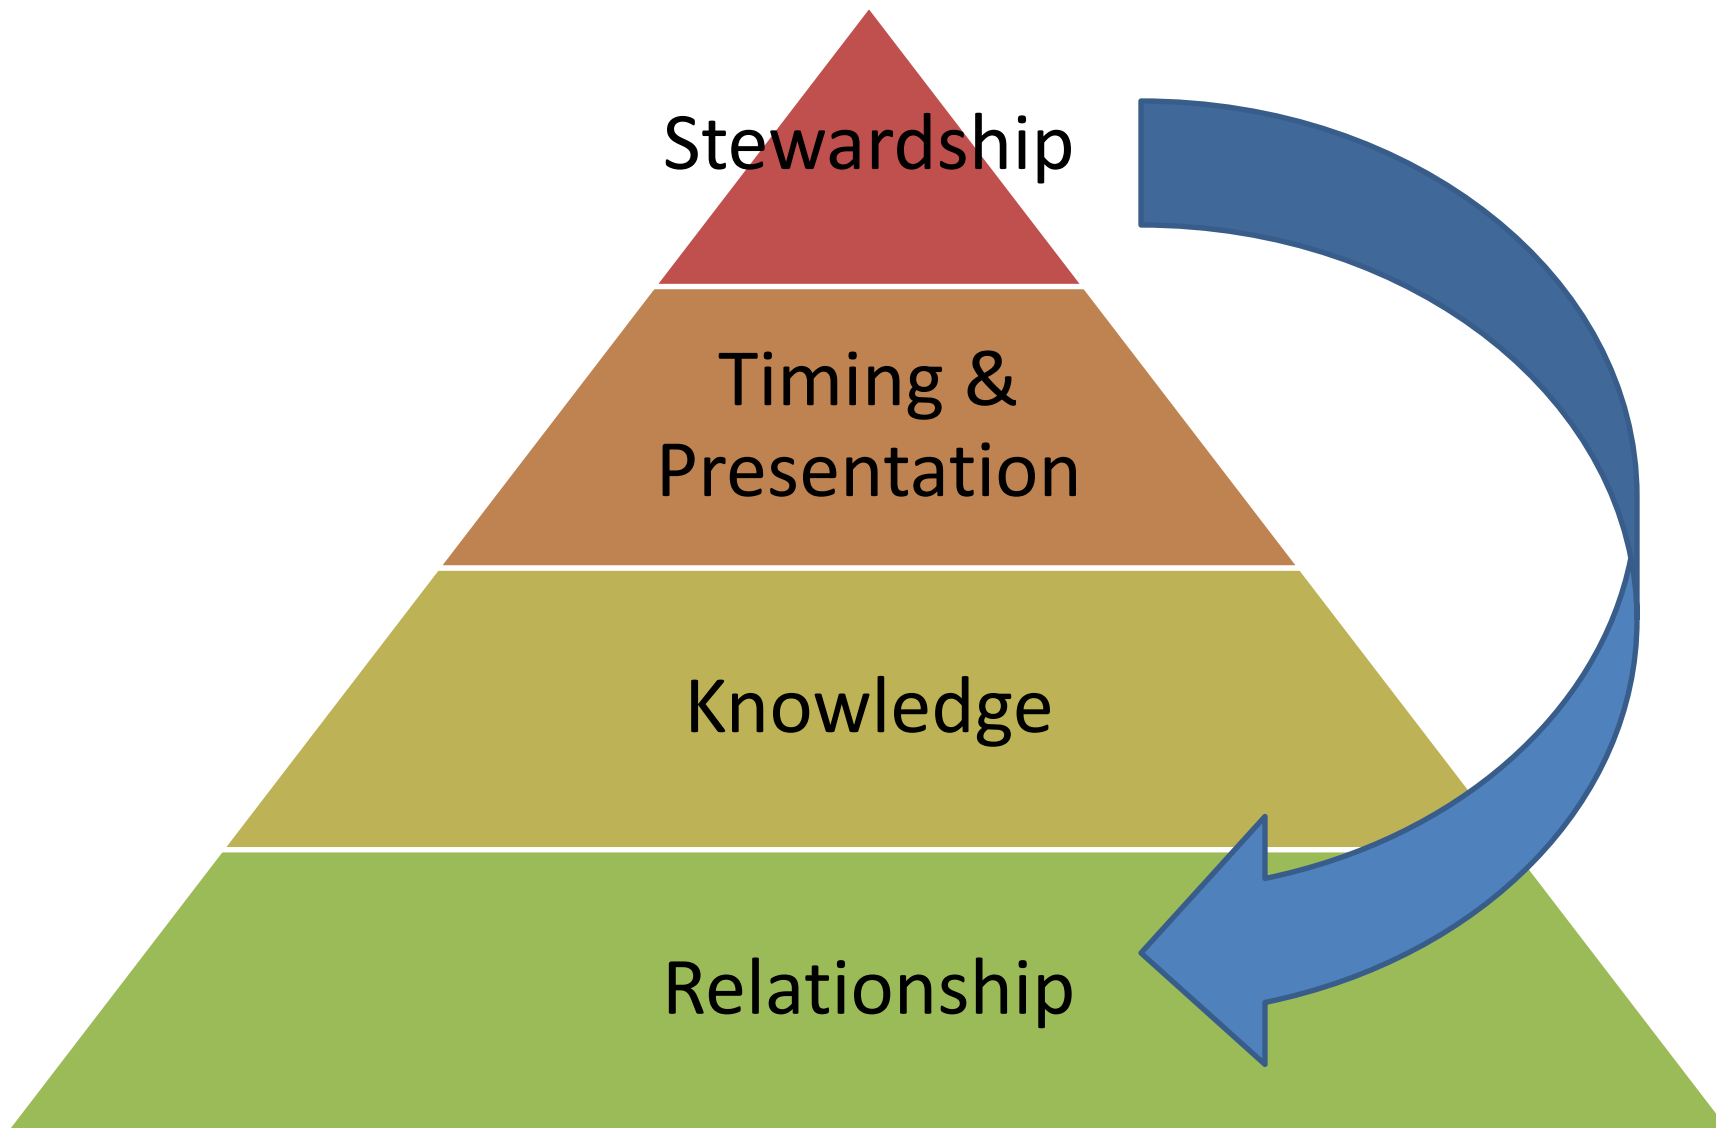 Stewardship
Timing &
Presentation
Knowledge
Relationship